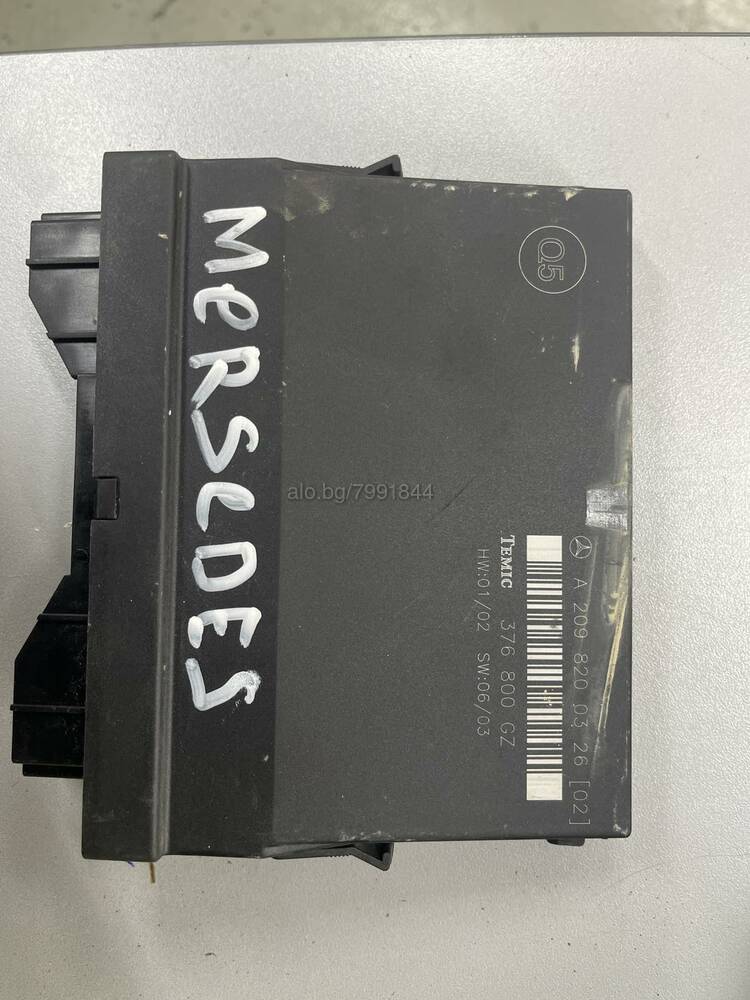 MeRSCDES
Q5
A 209 820 03 26 [02]
TEMIC 376 800 GZ
HW:01/02 SW:06/03
alo.bg/7991844